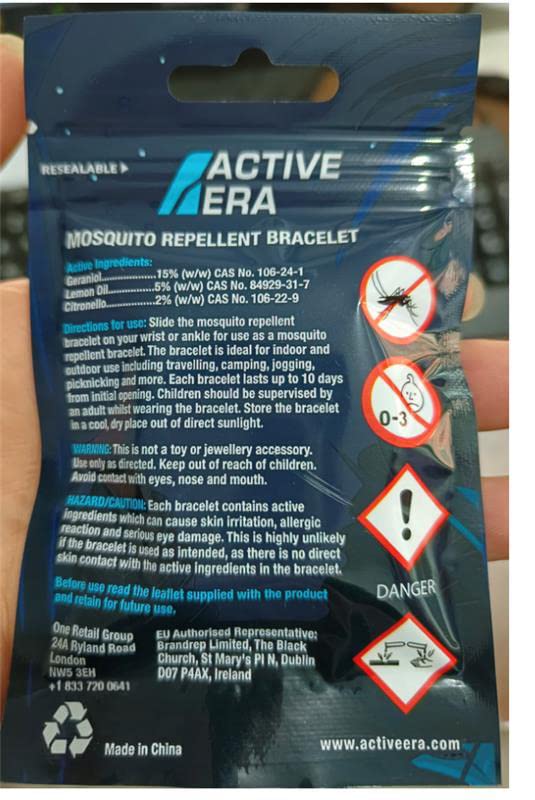 RESEALABLE
ACTIVE
ERA
MOSQUITO REPELLENT BRACELET
Active Ingredients:
Geraniol..................15% (w/w) CAS No. 106-24-1
Lemon Oil...............5% (w/w) CAS No. 84929-31-7
Citronello................2% (w/w) CAS No. 106-22-9
Directions for use: Slide the mosquito repellent
bracelet on your wrist or ankle for use as a mosquito
repellent bracelet. The bracelet is ideal for indoor and
outdoor use including travelling, camping, jogging,
picknicking and more. Each bracelet lasts up to 10 days
from initial opening. Children should be supervised by
an adult whilst wearing the bracelet. Store the bracelet
in a cool, dry place out of direct sunlight.
0-3
WARNING: This is not a toy or jewellery accessory.
Use only as directed. Keep out of reach of children.
Avoid contact with eyes, nose and mouth.
HAZARD/CAUTION: Each bracelet contains active
ingredients which can cause skin irritation, allergic
reaction and serious eye damage. This is highly unlikely
if the bracelet is used as intended, as there is no direct
skin contact with the active ingredients in the bracelet.
DANGER
Before use read the leaflet supplied with the product
and retain for future use.
One Retail Group
24A Ryland Road
London
NW5 3EH
+1 833 720 0641
EU Authorised Representative:
Brandrep Limited, The Black
Church, St Mary's Pl N, Dublin
D07 P4AX, Ireland
Made in China
www.activeera.com